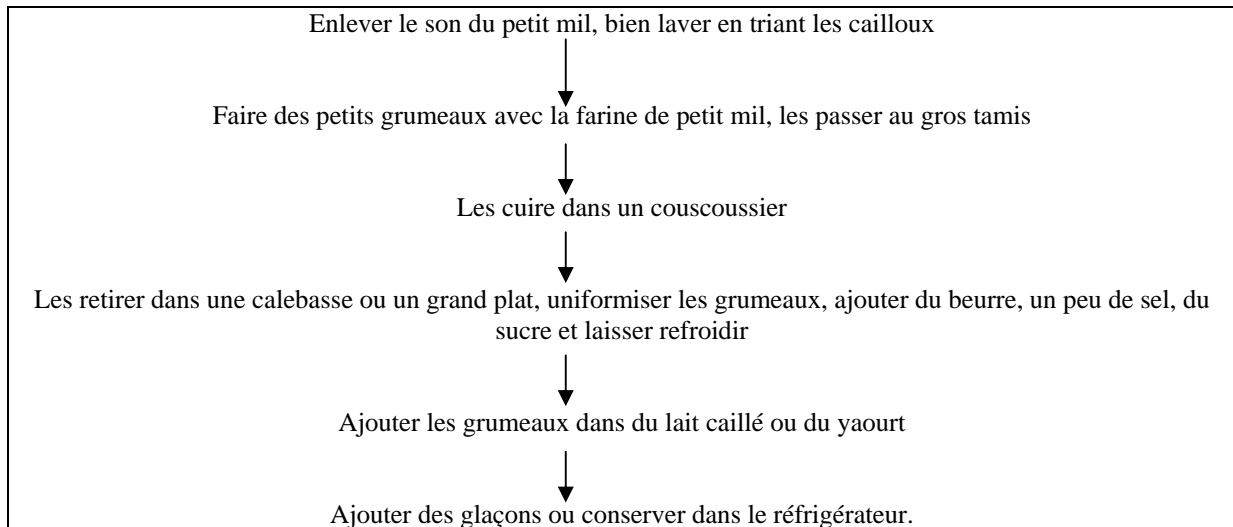 Enlever le son du petit mil, bien laver en triant les cailloux
Faire des petits grumeaux avec la farine de petit mil, les passer au gros tamis
Les cuire dans un couscoussier
Les retirer dans une calebasse ou un grand plat, uniformiser les grumeaux, ajouter du beurre, un peu de sel, du
sucre et laisser refroidir
Ajouter les grumeaux dans du lait caillé ou du yaourt
Ajouter des glaçons ou conserver dans le réfrigérateur.